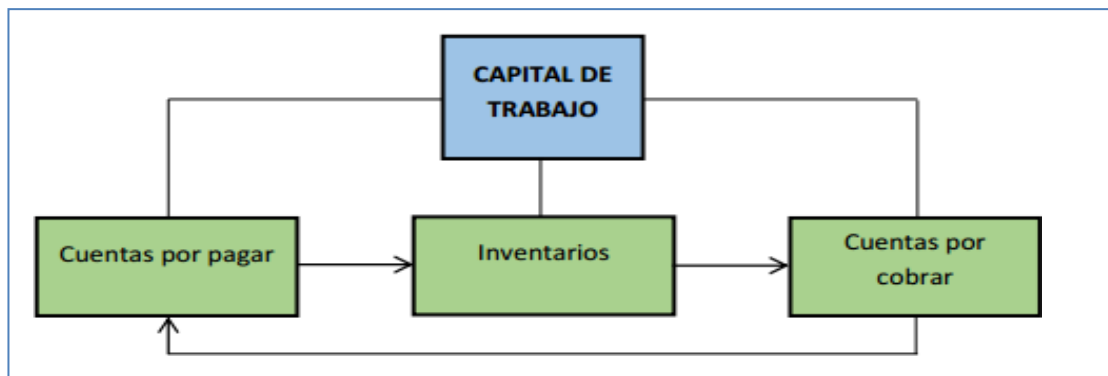 CAPITAL DE
TRABAJO
Cuentas por pagar
Inventarios
Cuentas por
cobrar